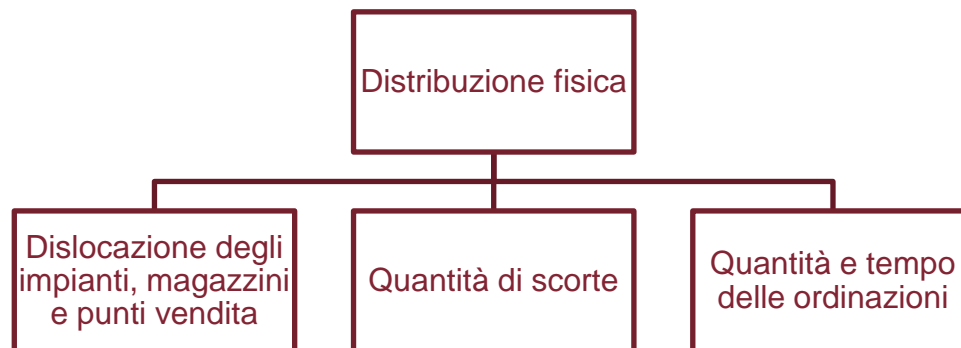 Distribuzione fisica
Dislocazione degli
impianti, magazzini
e punti vendita
Quantità di scorte
Quantità e tempo
delle ordinazioni